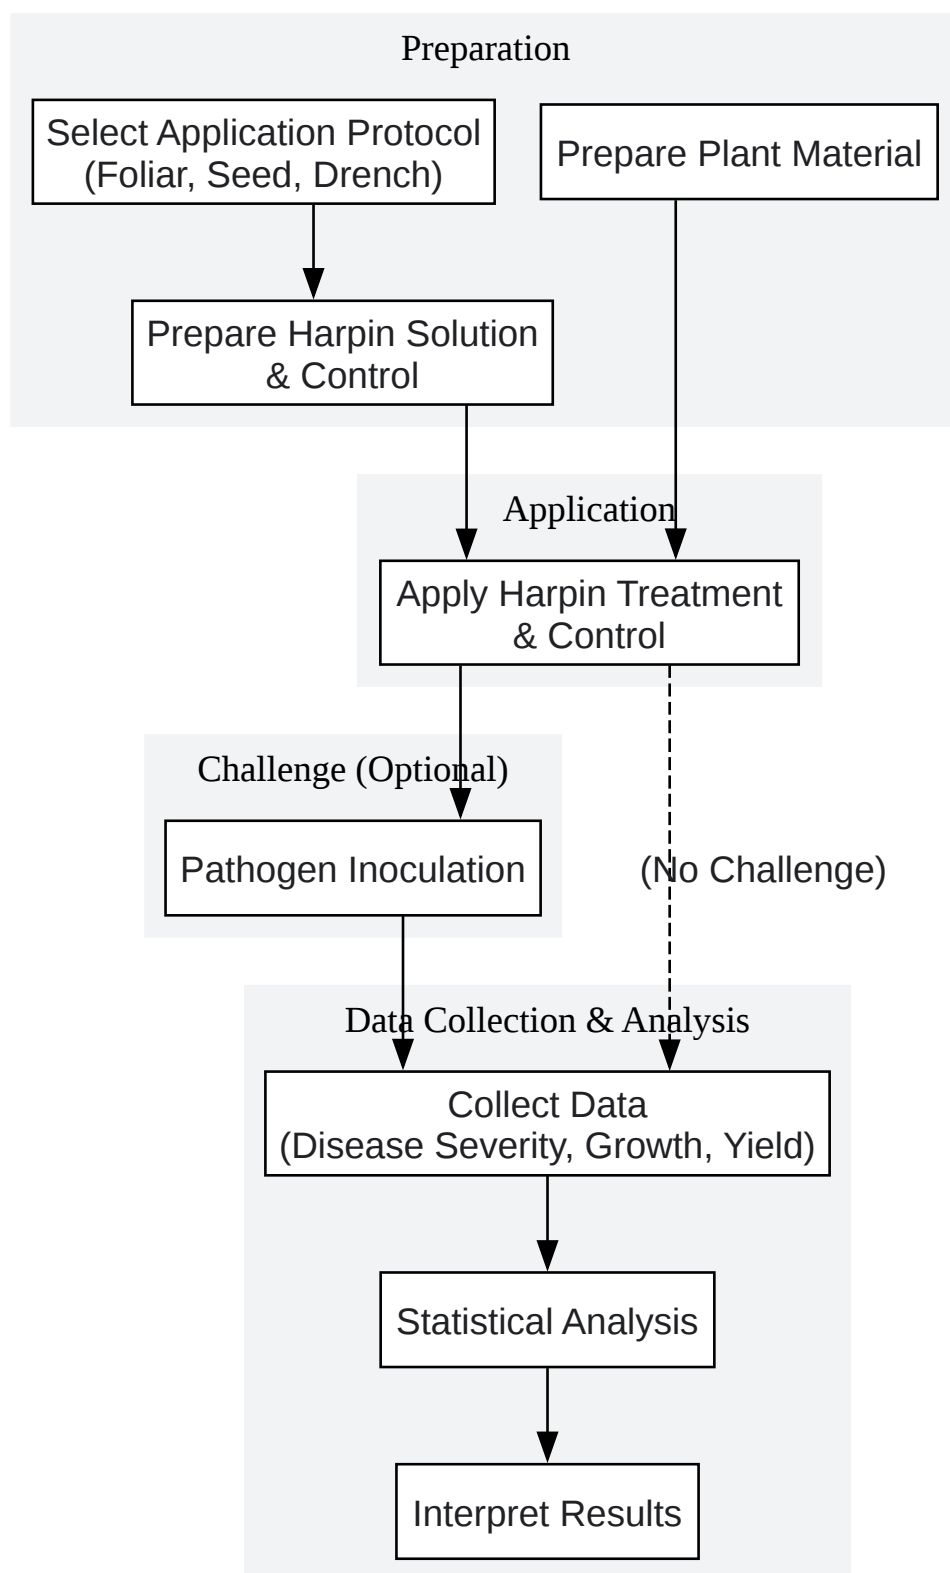 Preparation
Select Application Protocol
(Foliar, Seed, Drench)
Prepare Plant Material
Prepare Harpin Solution
& Control
Application
Apply Harpin Treatment
& Control
Challenge (Optional)
Pathogen Inoculation
(No Challenge)
Data Collection & Analysis
Collect Data
(Disease Severity, Growth, Yield)
Statistical Analysis
Interpret Results